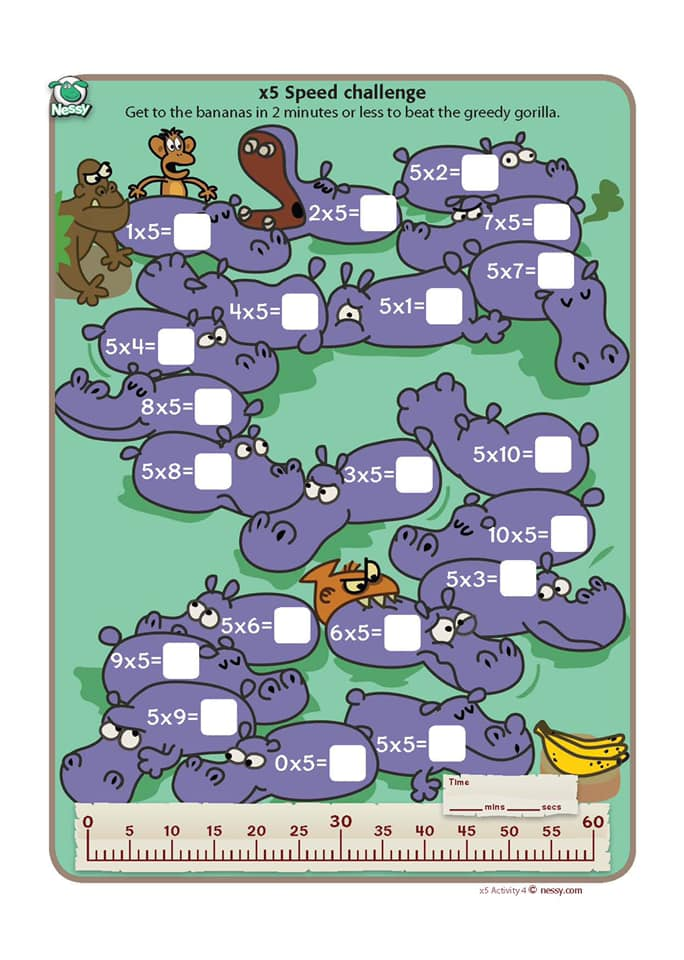 x5 Speed challenge
Nessy
Get to the bananas in 2 minutes or less to beat the greedy gorilla.
1x5=
2x5=
5x2=
7x5=
5x7=
5x1=
4x5=
5x4=
8x5=
5x8=
3x5=
5x10=
10x5=
5x3=
6x5=
5x6=
9x5=
5x9=
0x5=
5x5=
Time
_____ mins _____ secs
0 5 10 15 20 25 30 35 40 45 50 55 60
x5 Activity 4 © nessy.com